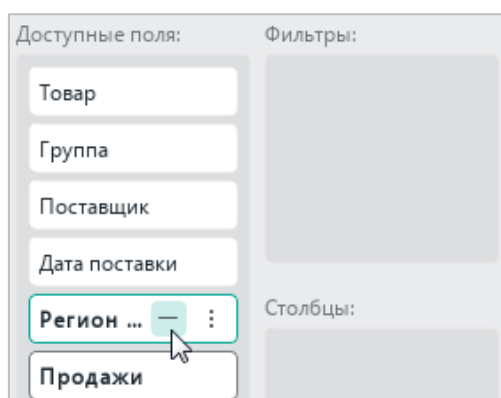 Доступные поля:
Фильтры:
Товар
Группа
Поставщик
Дата поставки
Регион ...
Столбцы:
Продажи